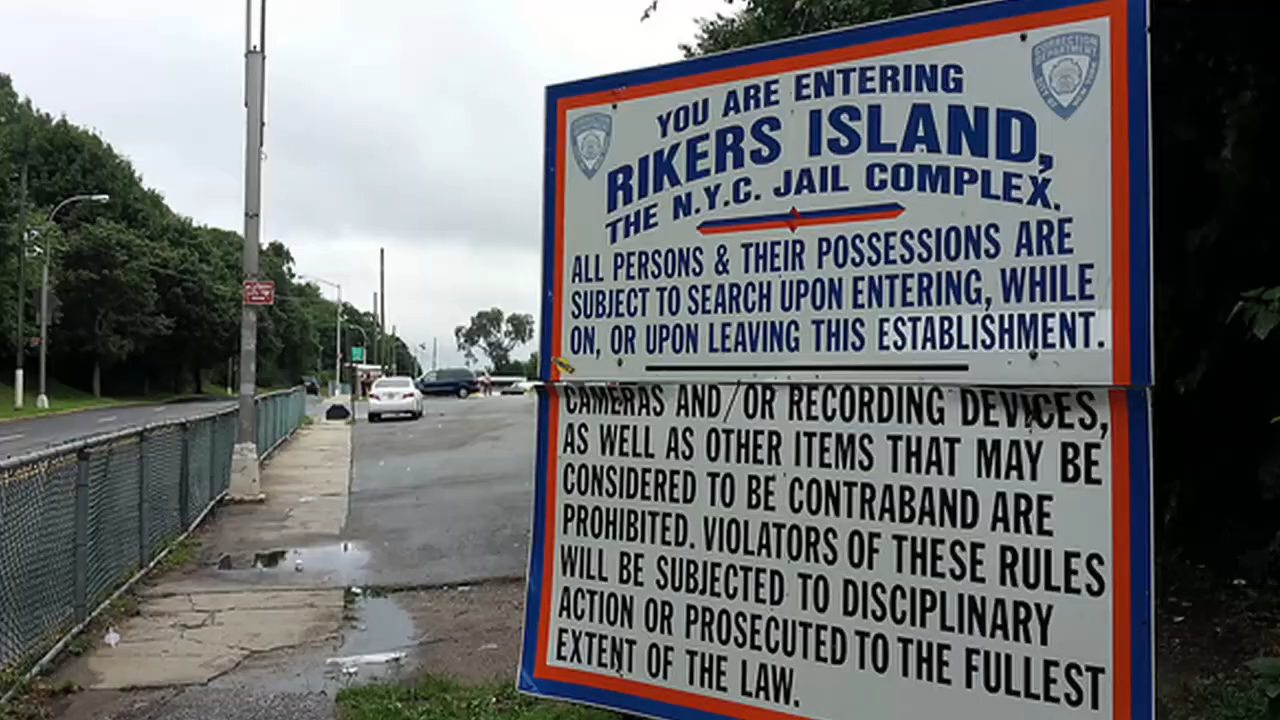 YOU ARE ENTERING
RIKERS ISLAND,
THE N.Y.C. JAIL COMPLEX.
ALL PERSONS & THEIR POSSESSIONS ARE
SUBJECT TO SEARCH UPON ENTERING, WHILE
ON, OR UPON LEAVING THIS ESTABLISHMENT.
CAMERAS AND/OR RECORDING DEVICES,
AS WELL AS OTHER ITEMS THAT MAY BE
CONSIDERED TO BE CONTRABAND ARE
PROHIBITED. VIOLATORS OF THESE RULES
WILL BE SUBJECTED TO DISCIPLINARY
ACTION OR PROSECUTED TO THE FULLEST
EXTENT OF THE LAW.
CORRECTION
DEPARTMENT